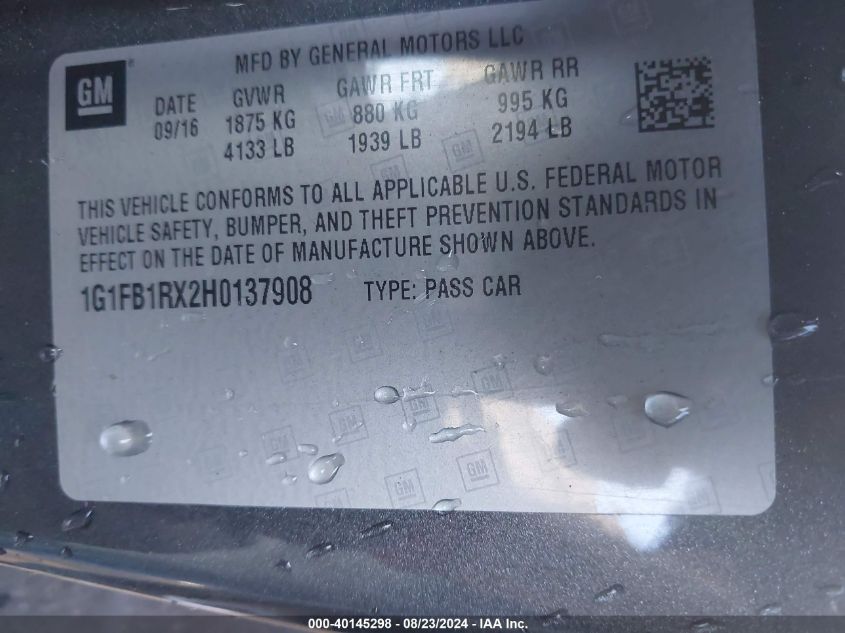 GM
MFD BY GENERAL MOTORS LLC
DATE GVWR GAWR FRT GAWR RR
09/16 1875 KG 880 KG 995 KG
4133 LB 1939 LB 2194 LB
THIS VEHICLE CONFORMS TO ALL APPLICABLE U.S. FEDERAL MOTOR
VEHICLE SAFETY, BUMPER, AND THEFT PREVENTION STANDARDS IN
EFFECT ON THE DATE OF MANUFACTURE SHOWN ABOVE.
1G1FB1RX2H0137908 TYPE: PASS CAR
000-40145298 - 08/23/2024 - IAA Inc.